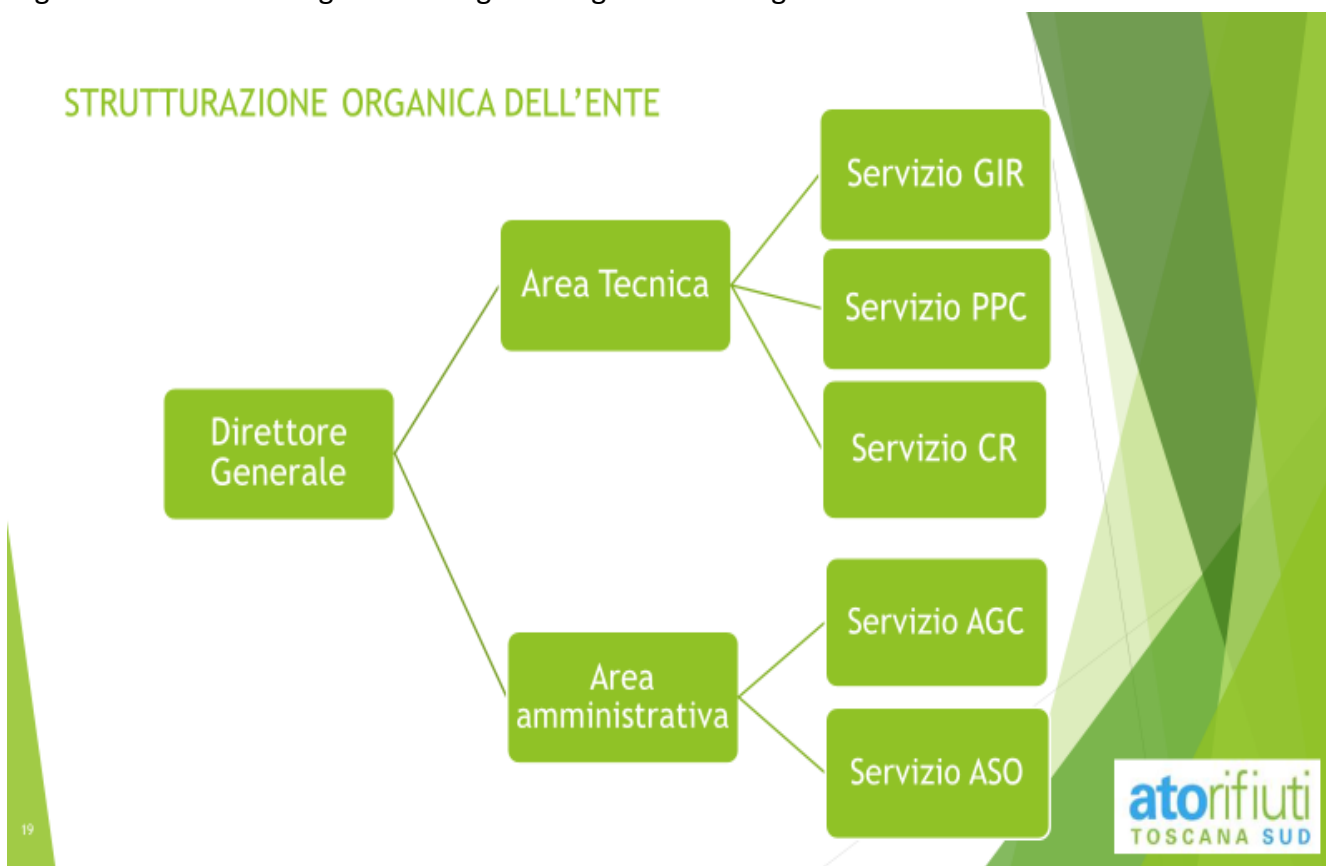 STRUTTURAZIONE ORGANICA DELL'ENTE
Direttore
Generale
Area Tecnica
Servizio GIR
Servizio PPC
Servizio CR
Area
amministrativa
Servizio AGC
Servizio ASO
19
atorifiuti
TOSCANA SUD